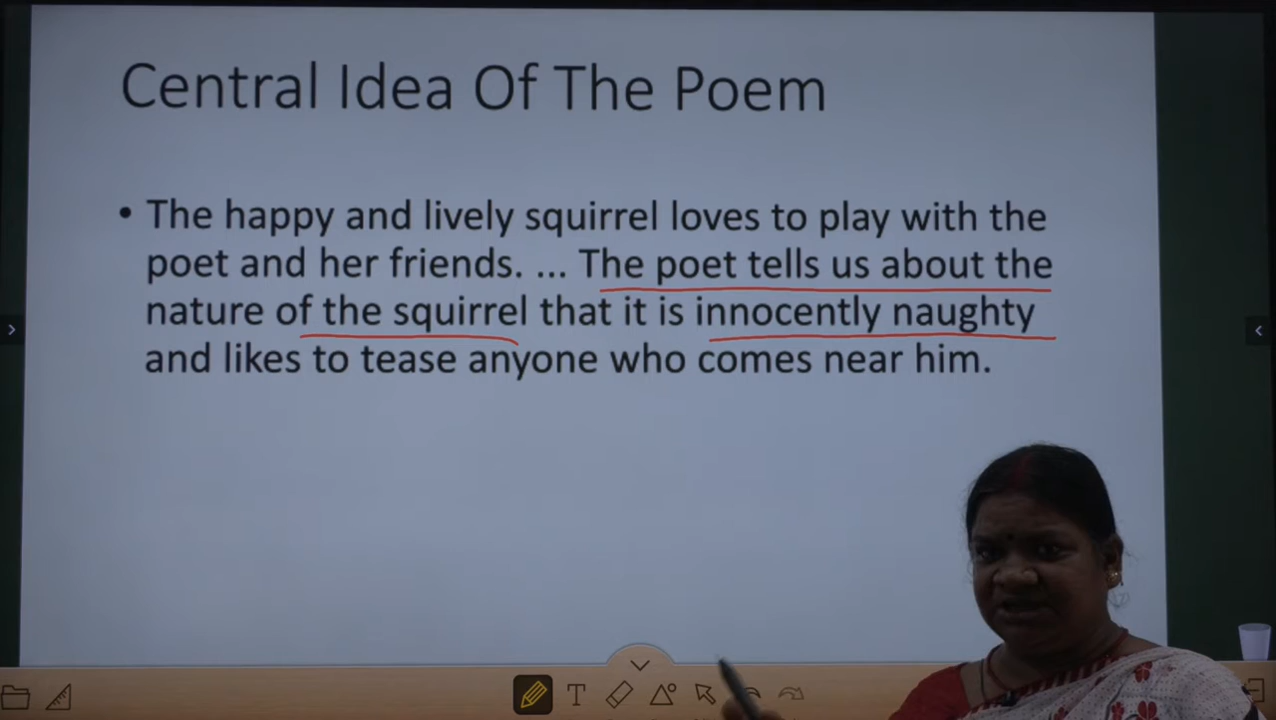 Central Idea Of The Poem
• The happy and lively squirrel loves to play with the
poet and her friends. ... The poet tells us about the
nature of the squirrel that it is innocently naughty
and likes to tease anyone who comes near him.
T